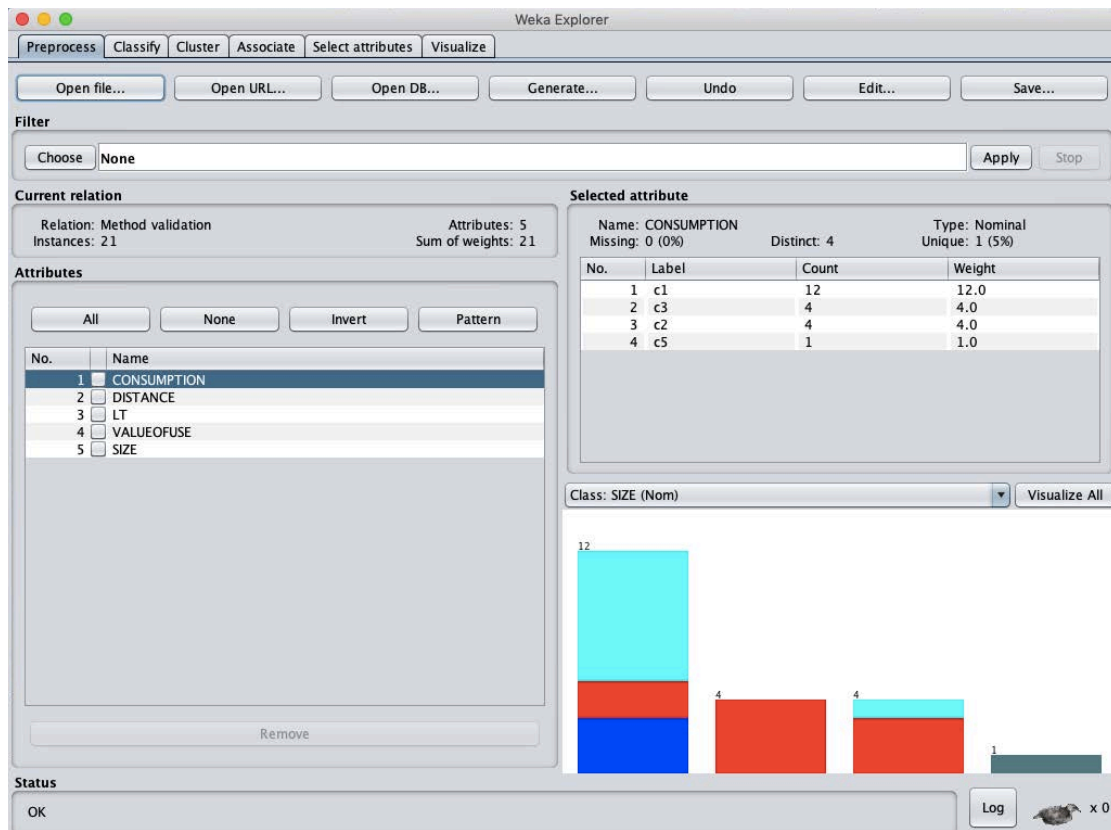 Weka Explorer
Preprocess Classify Cluster Associate Select attributes Visualize
Open file... Open URL... Open DB... Generate... Undo Edit... Save...
Filter
Choose None Apply Stop
Current relation
Relation: Method validation Attributes: 5
Instances: 21 Sum of weights: 21
Attributes
All None Invert Pattern
No. Name
1 CONSUMPTION
2 DISTANCE
3 LT
4 VALUEOFUSE
5 SIZE
Remove
Selected attribute
Name: CONSUMPTION Type: Nominal
Missing: 0 (0%) Distinct: 4 Unique: 1 (5%)
No. Label Count Weight
1 c1 12 12.0
2 c3 4 4.0
3 c2 4 4.0
4 c5 1 1.0
Class: SIZE (Nom) Visualize All
12
4 4
1
Status
OK Log x 0